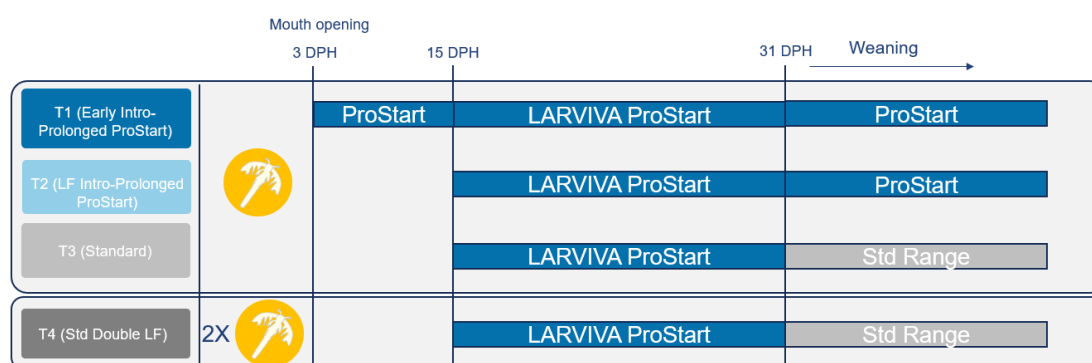 Mouth opening
3 DPH
15 DPH
31 DPH
Weaning
T1 (Early Intro-
Prolonged ProStart)
ProStart
LARVIVA ProStart
ProStart
T2 (LF Intro-Prolonged
ProStart)
LARVIVA ProStart
ProStart
T3 (Standard)
LARVIVA ProStart
Std Range
T4 (Std Double LF)
2X
LARVIVA ProStart
Std Range